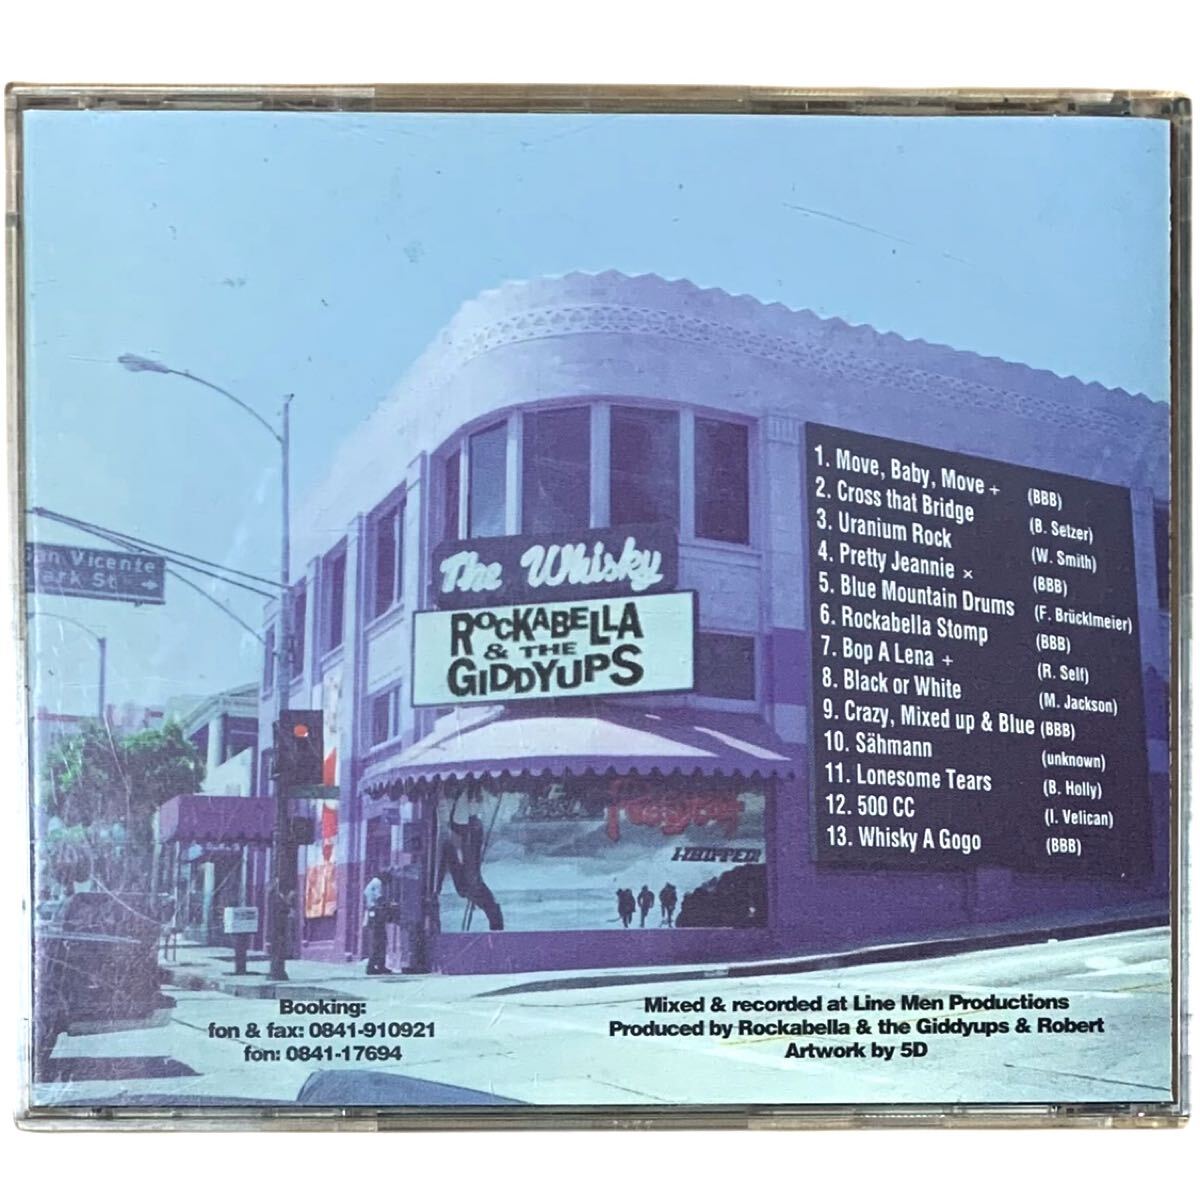 San Vicente
Park St →
The Whisky
ROCKABELLA
& THE
GIDDYUPS
1. Move, Baby, Move + (BBB)
2. Cross that Bridge (B. Setzer)
3. Uranium Rock (W. Smith)
4. Pretty Jeannie × (BBB)
5. Blue Mountain Drums (F. Brücklmeier)
6. Rockabella Stomp (BBB)
7. Bop A Lena + (R. Self)
8. Black or White (M. Jackson)
9. Crazy, Mixed up & Blue (BBB)
10. Sähmann (unknown)
11. Lonesome Tears (B. Holly)
12. 500 CC (I. Velican)
13. Whisky A Gogo (BBB)
Booking:
fon & fax: 0841-910921
fon: 0841-17694
Mixed & recorded at Line Men Productions
Produced by Rockabella & the Giddyups & Robert
Artwork by 5D